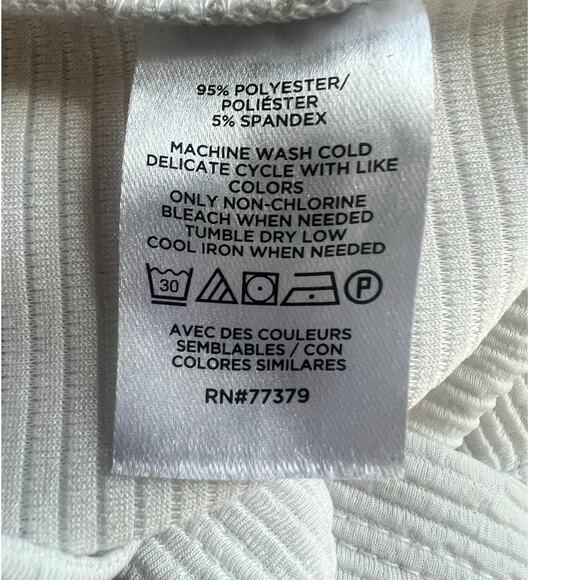 95% POLYESTER/
POLIÉSTER
5% SPANDEX
MACHINE WASH COLD
DELICATE CYCLE WITH LIKE
COLORS
ONLY NON-CHLORINE
BLEACH WHEN NEEDED
TUMBLE DRY LOW
COOL IRON WHEN NEEDED
30 P
AVEC DES COULEURS
SEMBLABLES / CON
COLORES SIMILARES
RN#77379